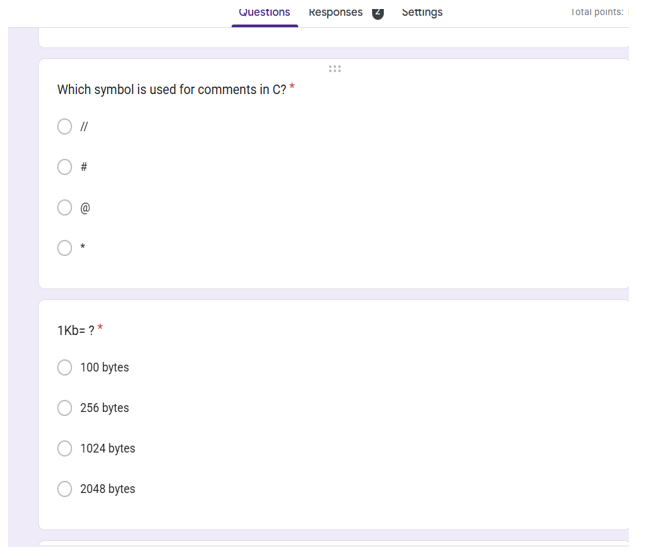 Questions Responses 2 Settings Total points:
Which symbol is used for comments in C? *
//
#
@
*
1Kb= ? *
100 bytes
256 bytes
1024 bytes
2048 bytes